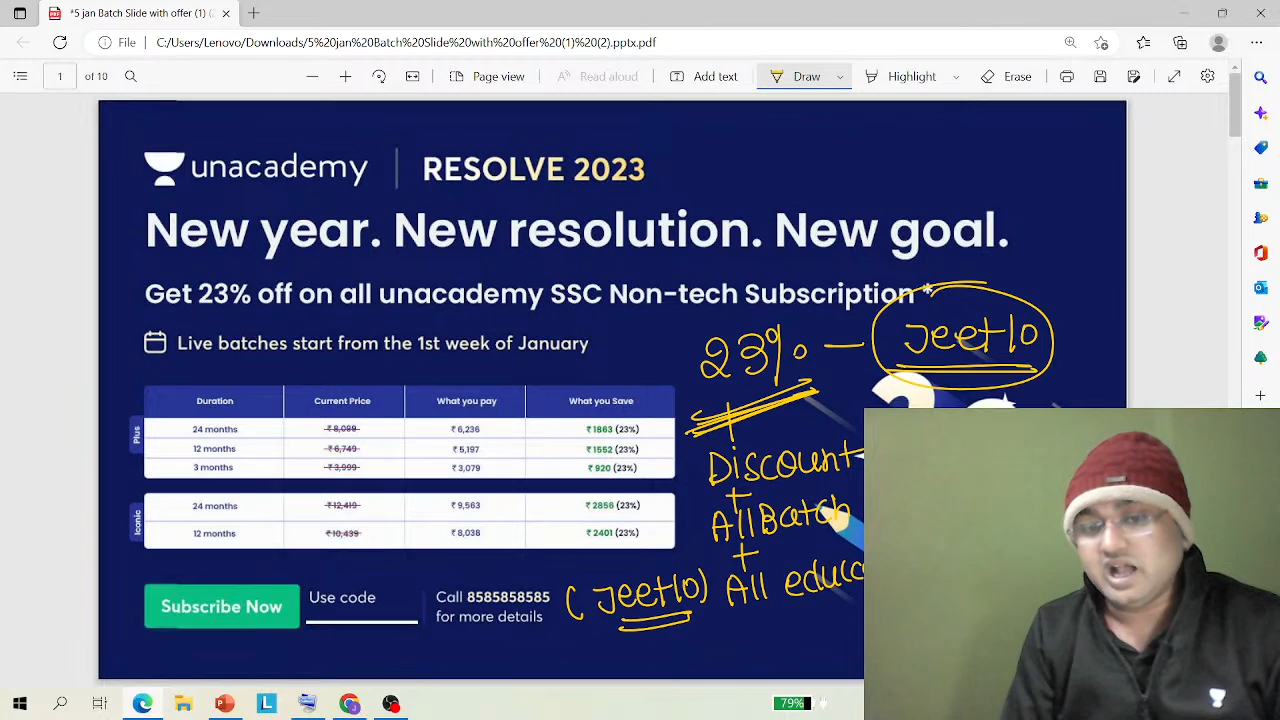 *5 jan Batch Slide with offer (1) (
File
C:/Users/Lenovo/Downloads/5%20jan%20Batch%20Slide%20with%20offer%20(1)%20(2).pptx.pdf
1 of 10
Page view
Read aloud
Add text
Draw
Highlight
Erase
unacademy
RESOLVE 2023
New year. New resolution. New goal.
Get 23% off on all unacademy SSC Non-tech Subscription *
Live batches start from the 1st week of January
23% - Jeet10
Duration Current Price What you pay What you Save
Plus
24 months ₹8,099 ₹6,236 ₹1863 (23%)
12 months ₹6,749 ₹5,197 ₹1552 (23%)
3 months ₹3,999 ₹3,079 ₹920 (23%)
Iconic
24 months ₹12,419 ₹9,563 ₹2856 (23%)
12 months ₹10,439 ₹8,038 ₹2401 (23%)
+
Discount
+
All Batch
+
(Jeet10) All educa
Subscribe Now
Use code
Call 8585858585
for more details
79%